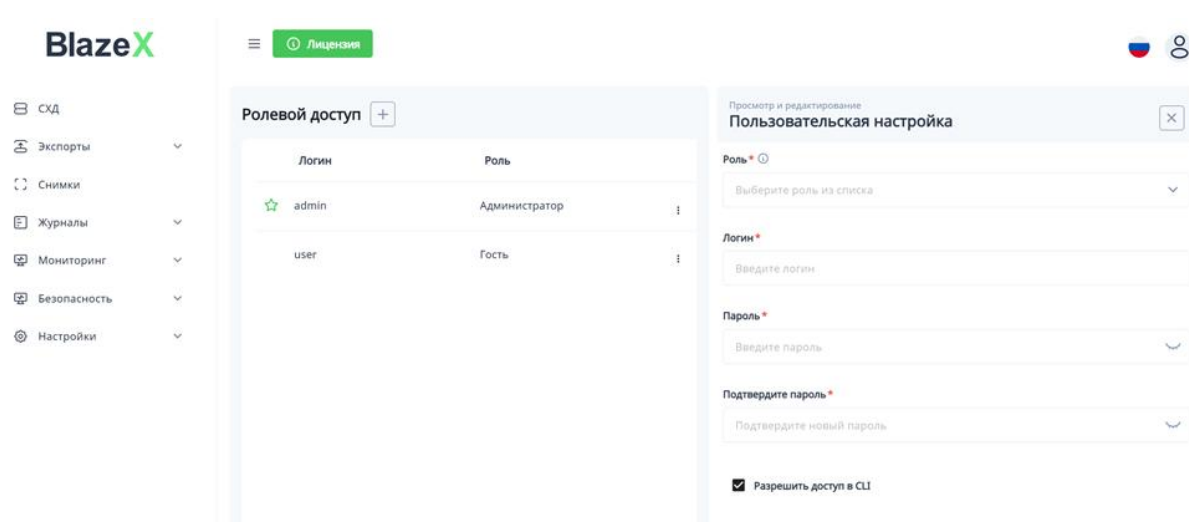 BlazeX
Лицензия
СХД
Экспорты
Снимки
Журналы
Мониторинг
Безопасность
Настройки
Ролевой доступ
Логин Роль
admin Администратор
user Гость
Просмотр и редактирование
Пользовательская настройка
Роль *
Выберите роль из списка
Логин *
Введите логин
Пароль *
Введите пароль
Подтвердите пароль *
Подтвердите новый пароль
Разрешить доступ в CLI